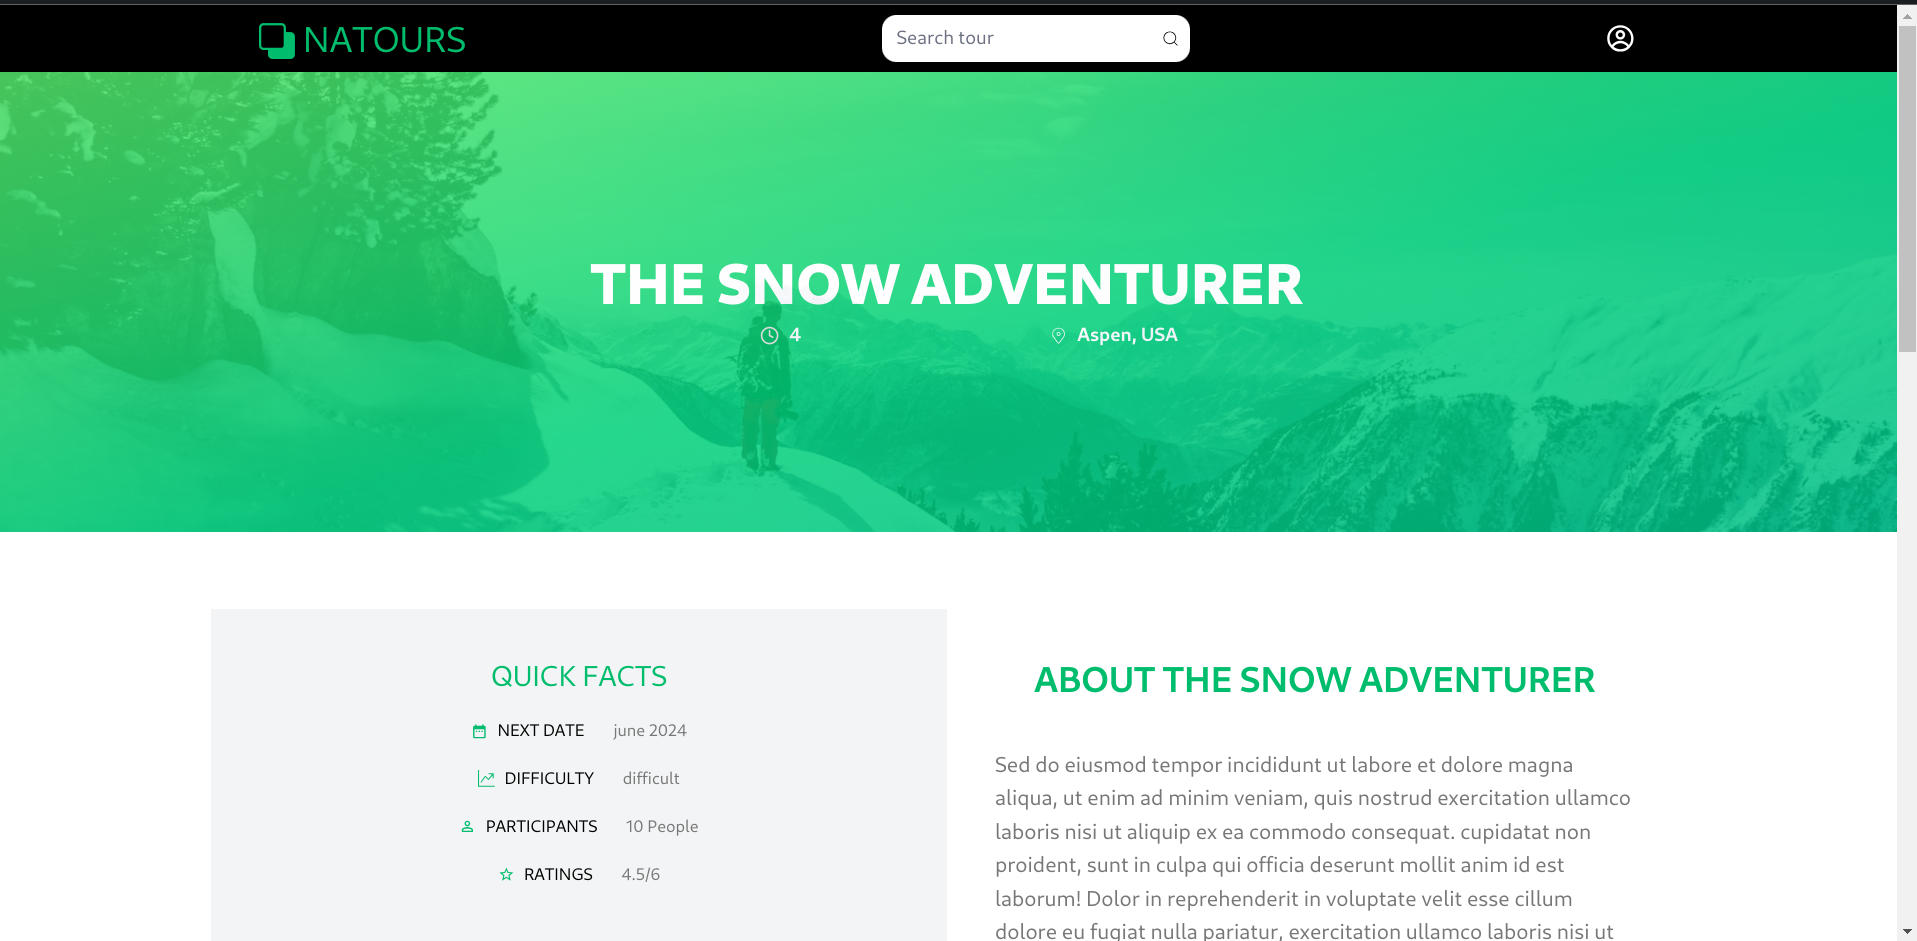 NATOURS
Search tour
THE SNOW ADVENTURER
4
Aspen, USA
QUICK FACTS
NEXT DATE june 2024
DIFFICULTY difficult
PARTICIPANTS 10 People
RATINGS 4.5/6
ABOUT THE SNOW ADVENTURER
Sed do eiusmod tempor incididunt ut labore et dolore magna
aliqua, ut enim ad minim veniam, quis nostrud exercitation ullamco
laboris nisi ut aliquip ex ea commodo consequat. cupidatat non
proident, sunt in culpa qui officia deserunt mollit anim id est
laborum! Dolor in reprehenderit in voluptate velit esse cillum
dolore eu fugiat nulla pariatur, exercitation ullamco laboris nisi ut